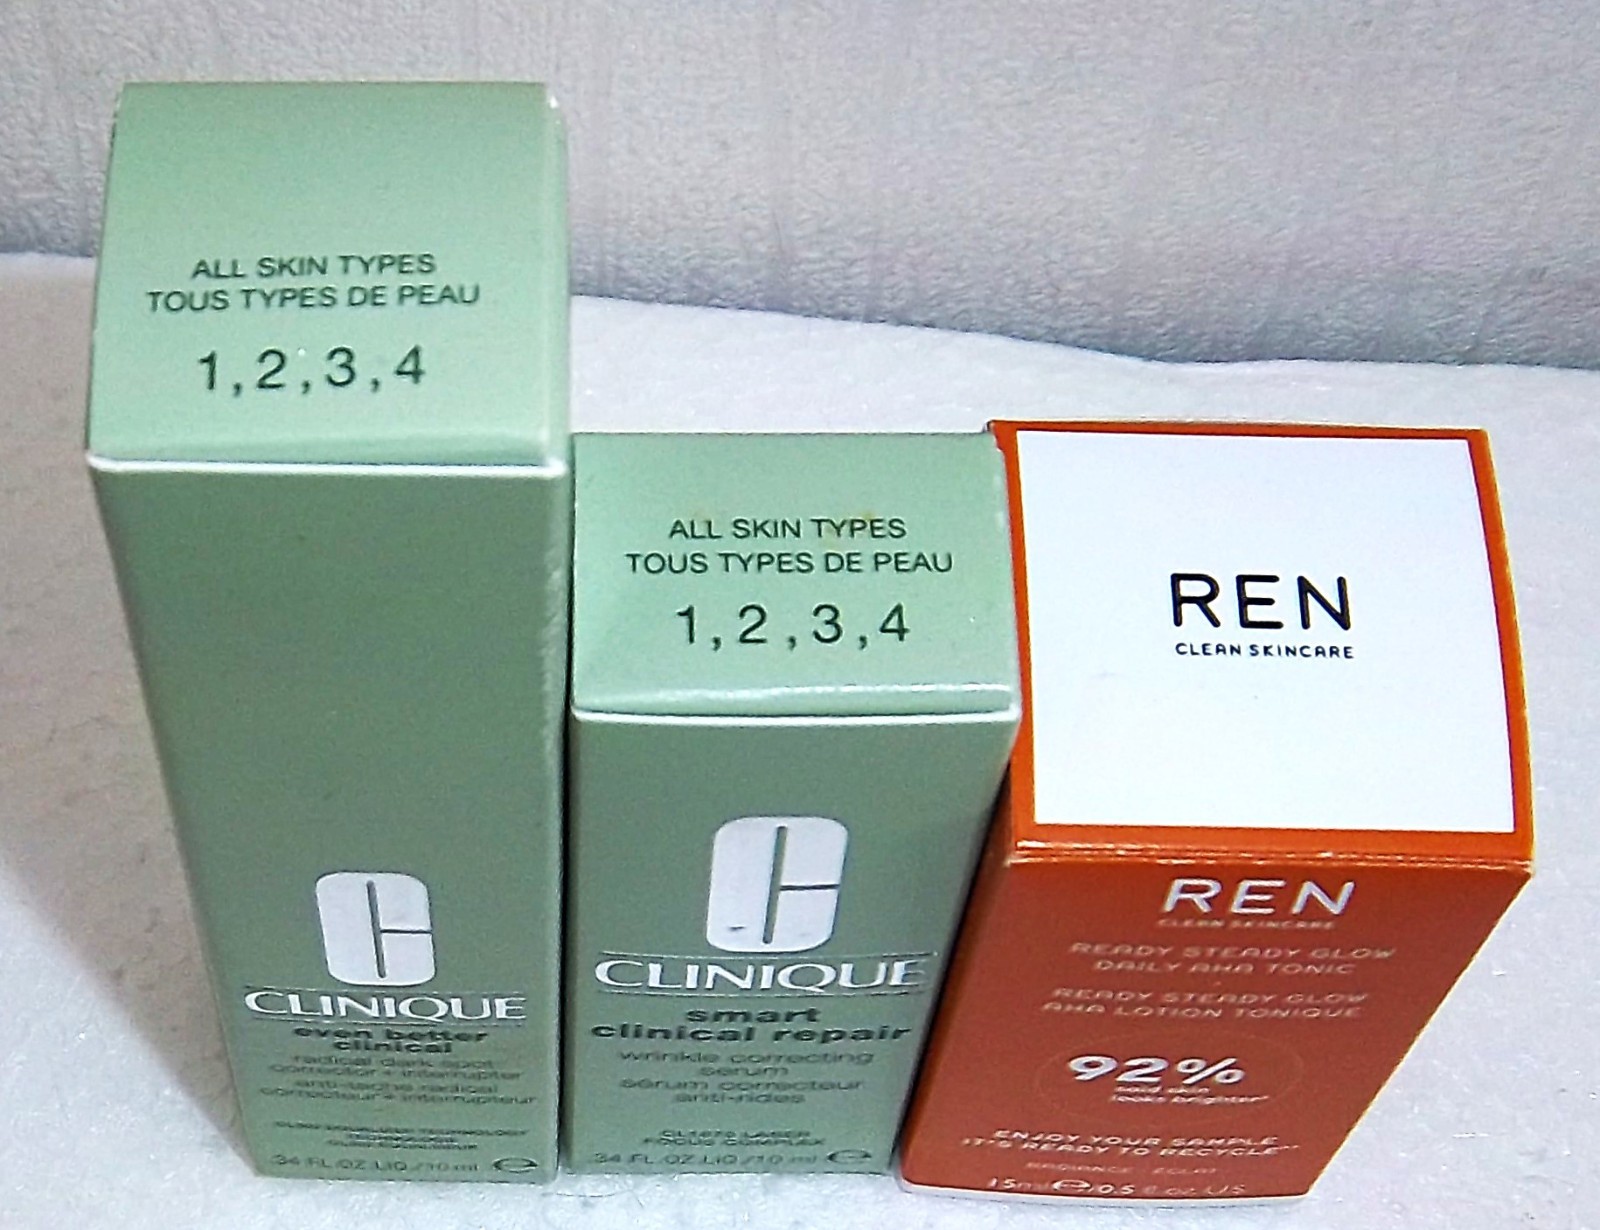 ALL SKIN TYPES
TOUS TYPES DE PEAU
1,2,3,4
CLINIQUE
even better
clinical
radical dark spot
corrector + interrupter
anti-tache radical
correcteur + interrupteur
.34 FL.OZ.LIQ./10 ml e
ALL SKIN TYPES
TOUS TYPES DE PEAU
1,2,3,4
CLINIQUE
smart
clinical repair
wrinkle correcting
serum
sérum correcteur
anti-rides
CL1870 LASER
FOCUS COMPLEX
.34 FL.OZ.LIQ./10 ml e
REN
CLEAN SKINCARE
REN
CLEAN SKINCARE
READY STEADY GLOW
DAILY AHA TONIC
READY STEADY GLOW
AHA LOTION TONIQUE
92%
said skin
looks brighter*
ENJOY YOUR SAMPLE
IT'S READY TO RECYCLE**
RADIANCE ÉCLAT
15ml e/0.5 fl.oz. US